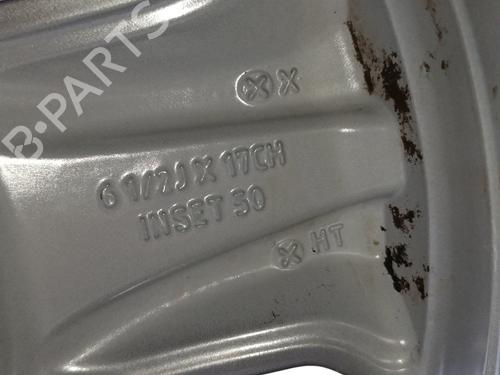 B-PARTS
X
6 1/2J X 17CH
INSET 50
HT